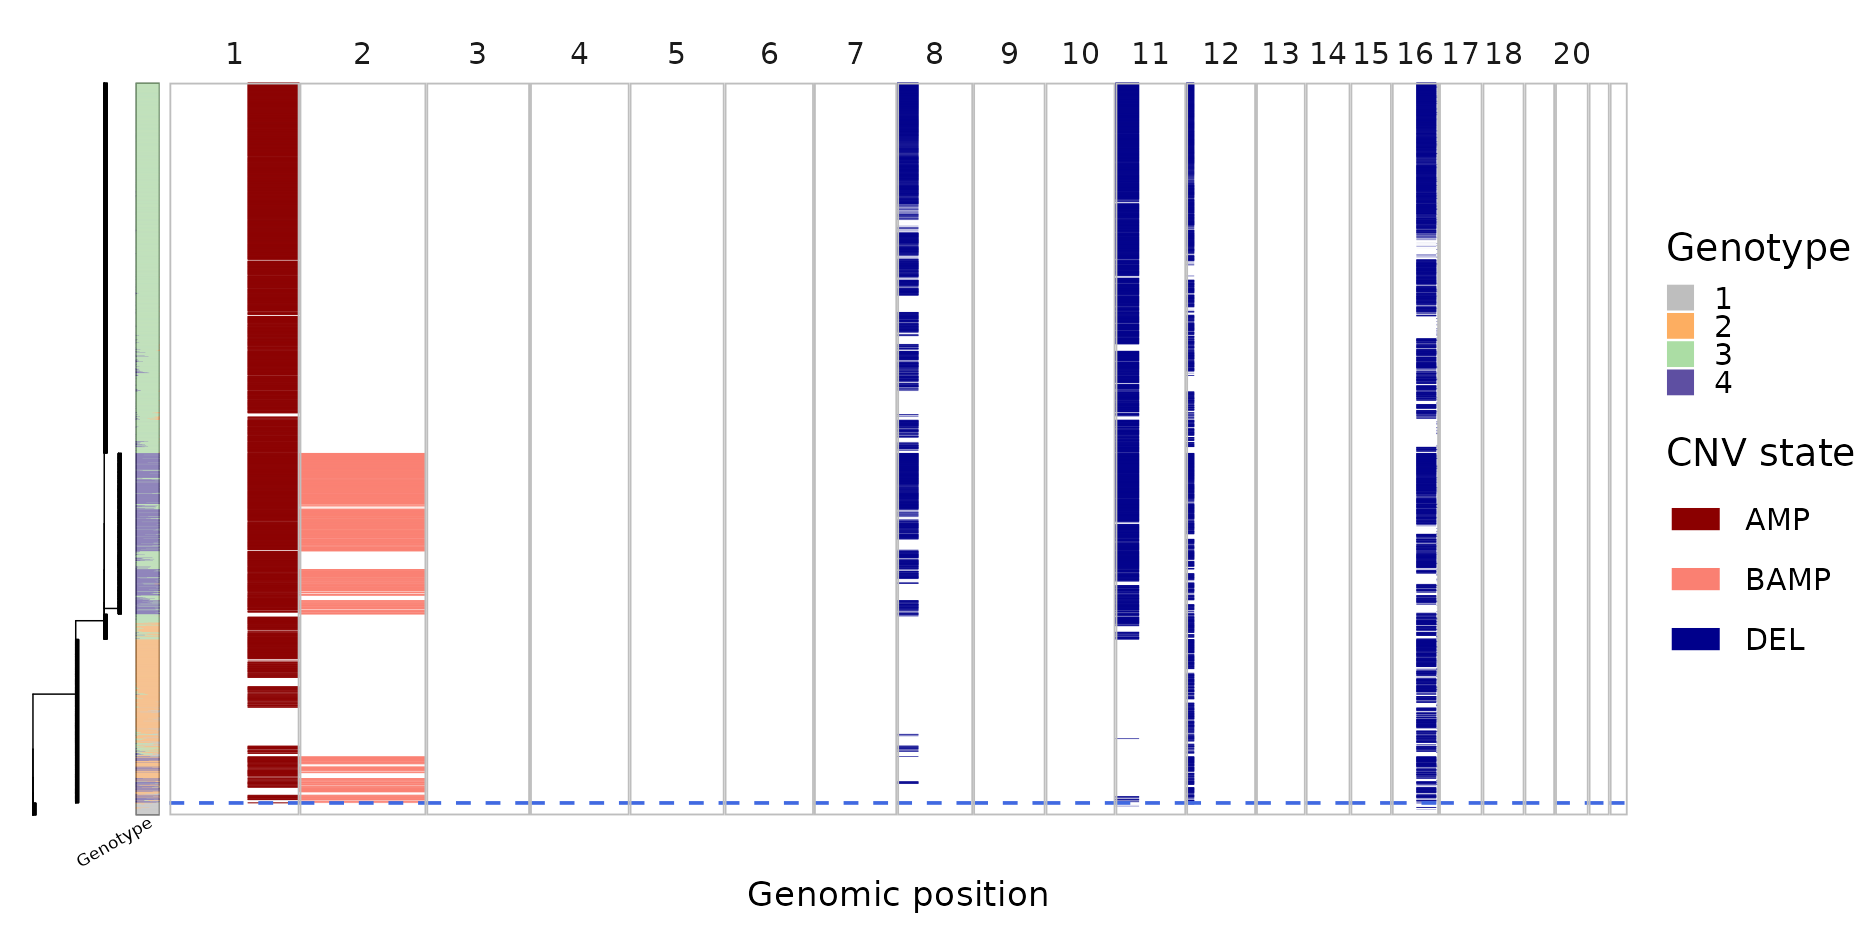 1 2 3 4 5 6 7 8 9 10 11 12 13 14 15 16 17 18 20
Genotype
1
2
3
4
CNV state
AMP
BAMP
DEL
Genotype
Genomic position